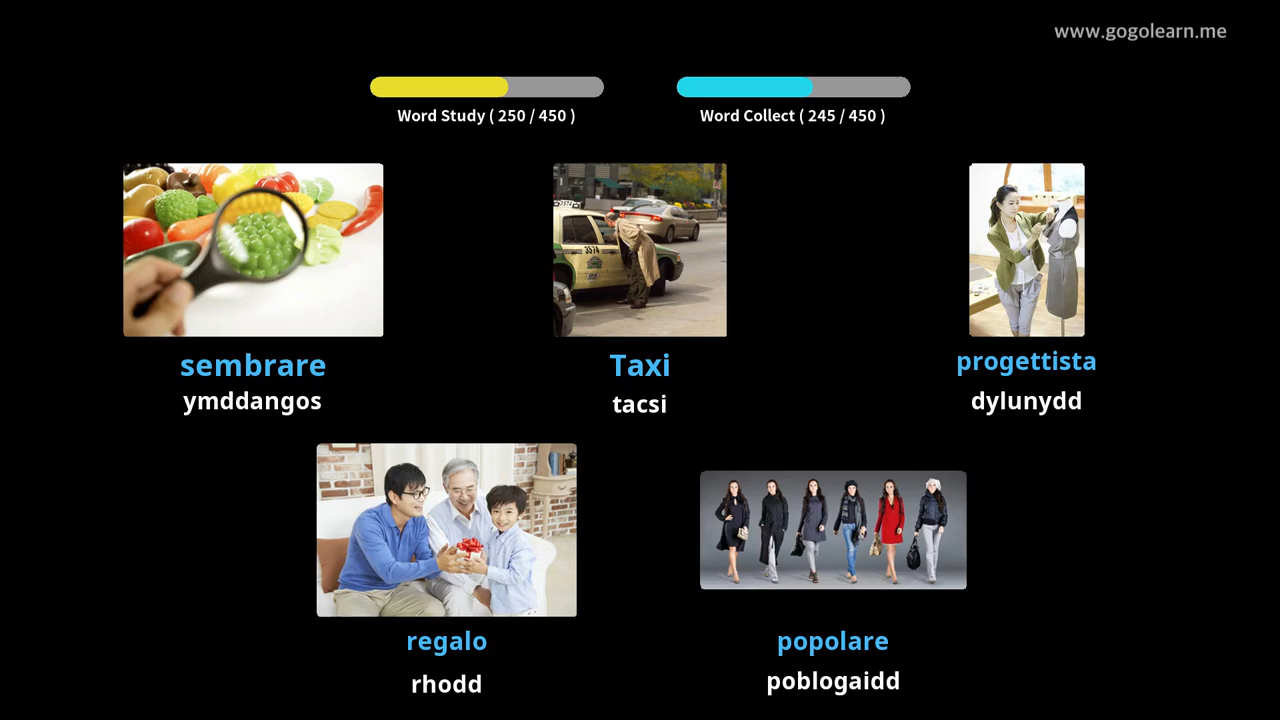 www.gogolearn.me
Word Study ( 250 / 450 )
Word Collect ( 245 / 450 )
3574
sembrare
ymddangos
Taxi
tacsi
progettista
dylunydd
regalo
rhodd
popolare
poblogaidd